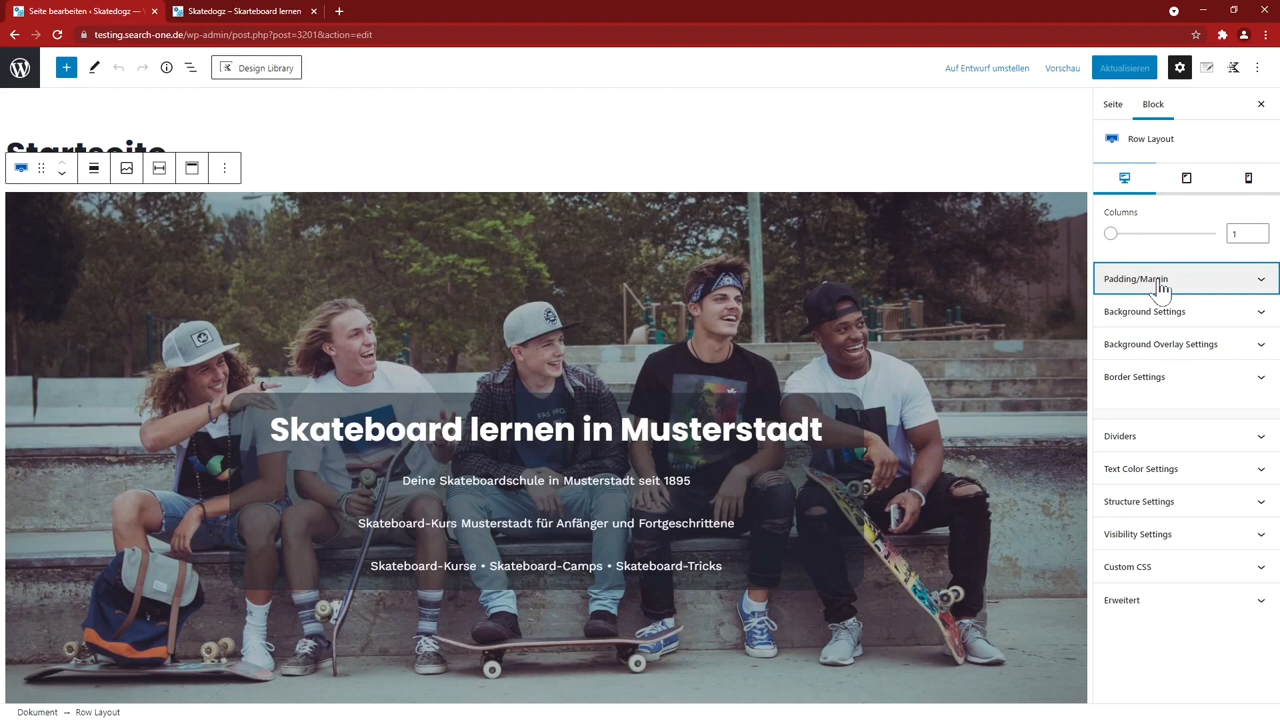 Seite bearbeiten ‹ Skatedogz —
Skatedogz – Skarteboard lernen
testing.search-one.de/wp-admin/post.php?post=3201&action=edit
Design Library
Auf Entwurf umstellen
Vorschau
Aktualisieren
Seite
Block
Startseite
Row Layout
Columns
1
Padding/Margin
Background Settings
Background Overlay Settings
Border Settings
Dividers
Text Color Settings
Structure Settings
Visibility Settings
Custom CSS
Erweitert
Skateboard lernen in Musterstadt
Deine Skateboardschule in Musterstadt seit 1895
Skateboard-Kurs Musterstadt für Anfänger und Fortgeschrittene
Skateboard-Kurse • Skateboard-Camps • Skateboard-Tricks
Dokument → Row Layout